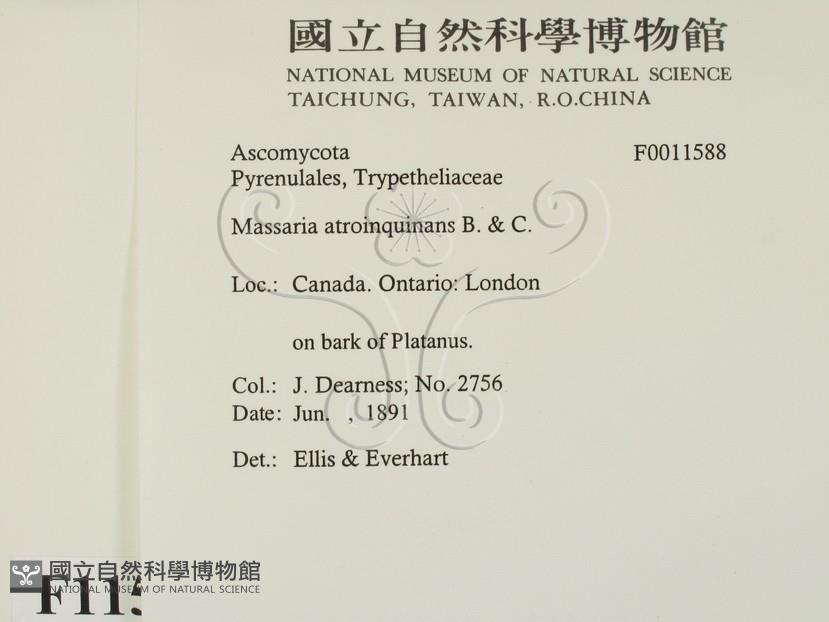 國立自然科學博物館
NATIONAL MUSEUM OF NATURAL SCIENCE
TAICHUNG, TAIWAN, R.O.CHINA
Ascomycota F0011588
Pyrenulales, Trypetheliaceae
Massaria atroinquinans B. & C.
Loc.: Canada. Ontario: London
on bark of Platanus.
Col.: J. Dearness; No. 2756
Date: Jun. , 1891
Det.: Ellis & Everhart
國立自然科學博物館
NATIONAL MUSEUM OF NATURAL SCIENCE
F115